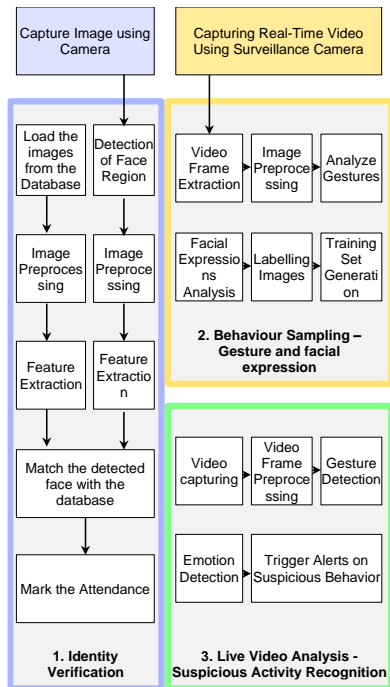 Capture Image using
Camera
Capturing Real-Time Video
Using Surveillance Camera
Load the
images
from the
Database
Detection
of Face
Region
Image
Preproces
sing
Image
Preproce
ssing
Feature
Extraction
Feature
Extractio
n
Match the detected
face with the
database
Mark the Attendance
1. Identity
Verification
Video
Frame
Extraction
Image
Preproce
ssing
Analyze
Gestures
Facial
Expressio
ns
Analysis
Labelling
Images
Training
Set
Generati
on
2. Behaviour Sampling –
Gesture and facial
expression
Video
capturing
Video
Frame
Preproce
ssing
Gesture
Detection
Emotion
Detection
Trigger Alerts on
Suspicious Behavior
3. Live Video Analysis -
Suspicious Activity Recognition